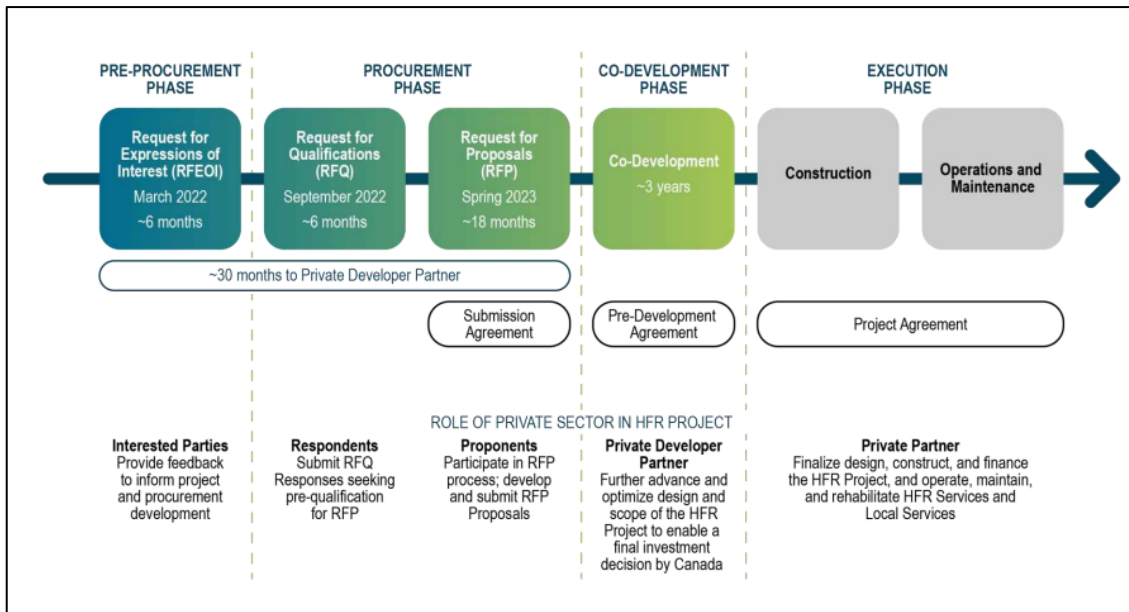 PRE-PROCUREMENT
PHASE
PROCUREMENT
PHASE
CO-DEVELOPMENT
PHASE
EXECUTION
PHASE
Request for
Expressions of
Interest (RFEOI)
March 2022
~6 months
Request for
Qualifications
(RFQ)
September 2022
~6 months
Request for
Proposals
(RFP)
Spring 2023
~18 months
Co-Development
~3 years
Construction
Operations and
Maintenance
~30 months to Private Developer Partner
Submission
Agreement
Pre-Development
Agreement
Project Agreement
ROLE OF PRIVATE SECTOR IN HFR PROJECT
Interested Parties
Provide feedback
to inform project
and procurement
development
Respondents
Submit RFQ
Responses seeking
pre-qualification
for RFP
Proponents
Participate in RFP
process; develop
and submit RFP
Proposals
Private Developer
Partner
Further advance and
optimize design and
scope of the HFR
Project to enable a
final investment
decision by Canada
Private Partner
Finalize design, construct, and finance
the HFR Project, and operate, maintain,
and rehabilitate HFR Services and
Local Services